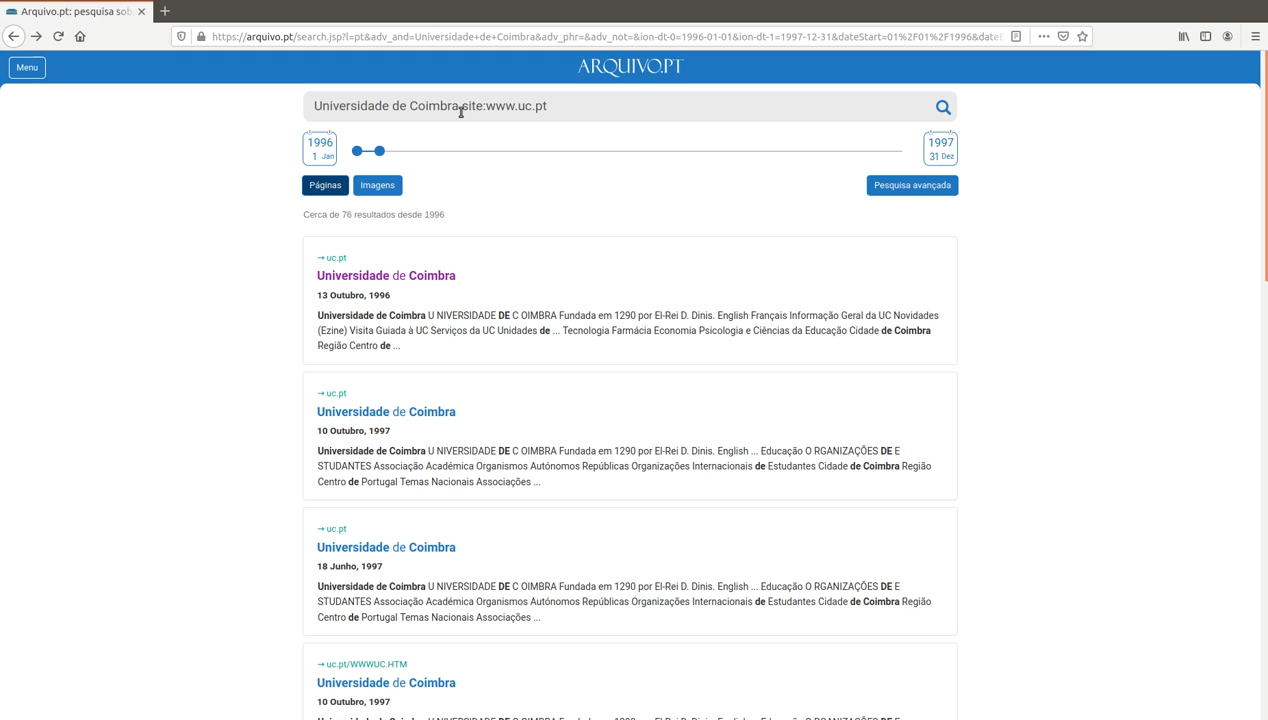 Arquivo.pt: pesquisa sob
https://arquivo.pt/search.jsp?l=pt&adv_and=Universidade+de+Coimbra&adv_phr=&adv_not=&ion-dt-0=1996-01-01&ion-dt-1=1997-12-31&dateStart=01%2F01%2F1996&date
Menu
ARQUIVO.PT
Universidade de Coimbra site:www.uc.pt
1996
1 Jan
1997
31 Dez
Páginas
Imagens
Pesquisa avançada
Cerca de 76 resultados desde 1996
→ uc.pt
Universidade de Coimbra
13 Outubro, 1996
Universidade de Coimbra U NIVERSIDADE DE C OIMBRA Fundada em 1290 por El-Rei D. Dinis. English Français Informação Geral da UC Novidades
(Ezine) Visita Guiada à UC Serviços da UC Unidades de ... Tecnologia Farmácia Economia Psicologia e Ciências da Educação Cidade de Coimbra
Região Centro de ...
→ uc.pt
Universidade de Coimbra
10 Outubro, 1997
Universidade de Coimbra U NIVERSIDADE DE C OIMBRA Fundada em 1290 por El-Rei D. Dinis. English ... Educação O RGANIZAÇÕES DE E
STUDANTES Associação Académica Organismos Autónomos Repúblicas Organizações Internacionais de Estudantes Cidade de Coimbra Região
Centro de Portugal Temas Nacionais Associações ...
→ uc.pt
Universidade de Coimbra
18 Junho, 1997
Universidade de Coimbra U NIVERSIDADE DE C OIMBRA Fundada em 1290 por El-Rei D. Dinis. English ... Educação O RGANIZAÇÕES DE E
STUDANTES Associação Académica Organismos Autónomos Repúblicas Organizações Internacionais de Estudantes Cidade de Coimbra Região
Centro de Portugal Temas Nacionais Associações ...
→ uc.pt/WWWUC.HTM
Universidade de Coimbra
10 Outubro, 1997